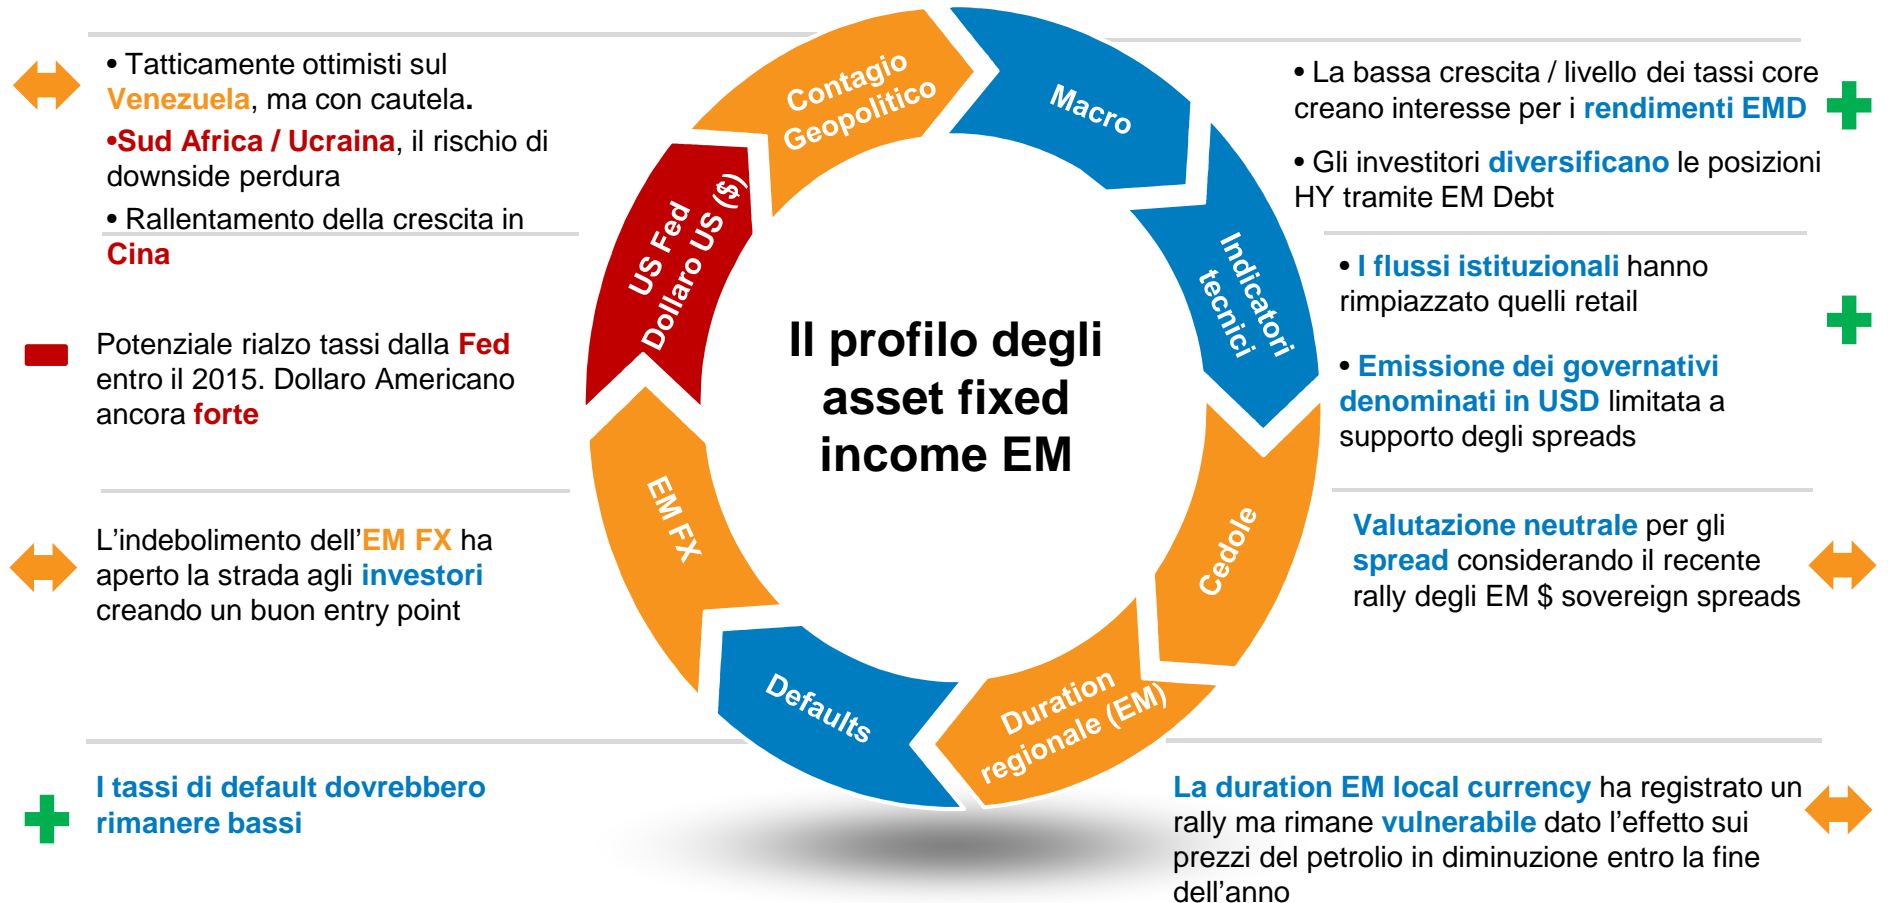 • Tatticamente ottimisti sul
Venezuela, ma con cautela.
•Sud Africa / Ucraina, il rischio di
downside perdura
• Rallentamento della crescita in
Cina
Potenziale rialzo tassi dalla Fed
entro il 2015. Dollaro Americano
ancora forte
L'indebolimento dell'EM FX ha
aperto la strada agli investori
creando un buon entry point
I tassi di default dovrebbero
rimanere bassi
Contagio
Geopolitico
Macro
Indicatori
tecnici
Cedole
Duration
regionale (EM)
Defaults
EM FX
US Fed
Dollaro US ($)
Il profilo degli
asset fixed
income EM
• La bassa crescita / livello dei tassi core
creano interesse per i rendimenti EMD
• Gli investitori diversificano le posizioni
HY tramite EM Debt
• I flussi istituzionali hanno
rimpiazzato quelli retail
• Emissione dei governativi
denominati in USD limitata a
supporto degli spreads
Valutazione neutrale per gli
spread considerando il recente
rally degli EM $ sovereign spreads
La duration EM local currency ha registrato un
rally ma rimane vulnerabile dato l'effetto sui
prezzi del petrolio in diminuzione entro la fine
dell'anno